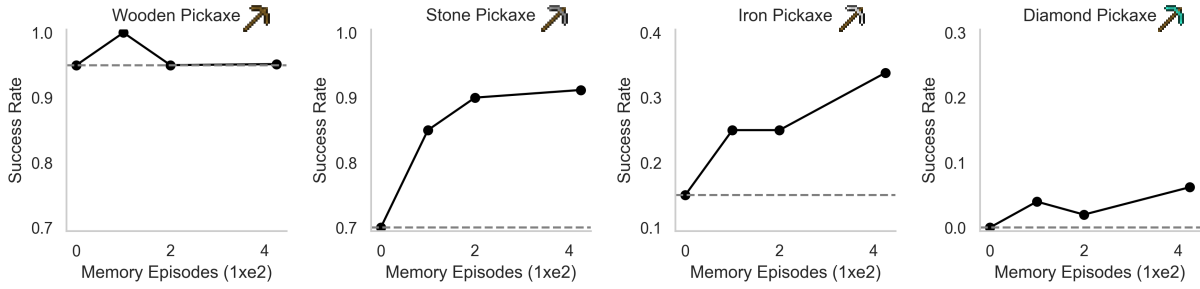 Wooden Pickaxe
Success Rate
1.0
0.9
0.8
0.7
0 2 4
Memory Episodes (1xe2)
Stone Pickaxe
Success Rate
1.0
0.9
0.8
0.7
0 2 4
Memory Episodes (1xe2)
Iron Pickaxe
Success Rate
0.4
0.3
0.2
0.1
0 2 4
Memory Episodes (1xe2)
Diamond Pickaxe
Success Rate
0.3
0.2
0.1
0.0
0 2 4
Memory Episodes (1xe2)